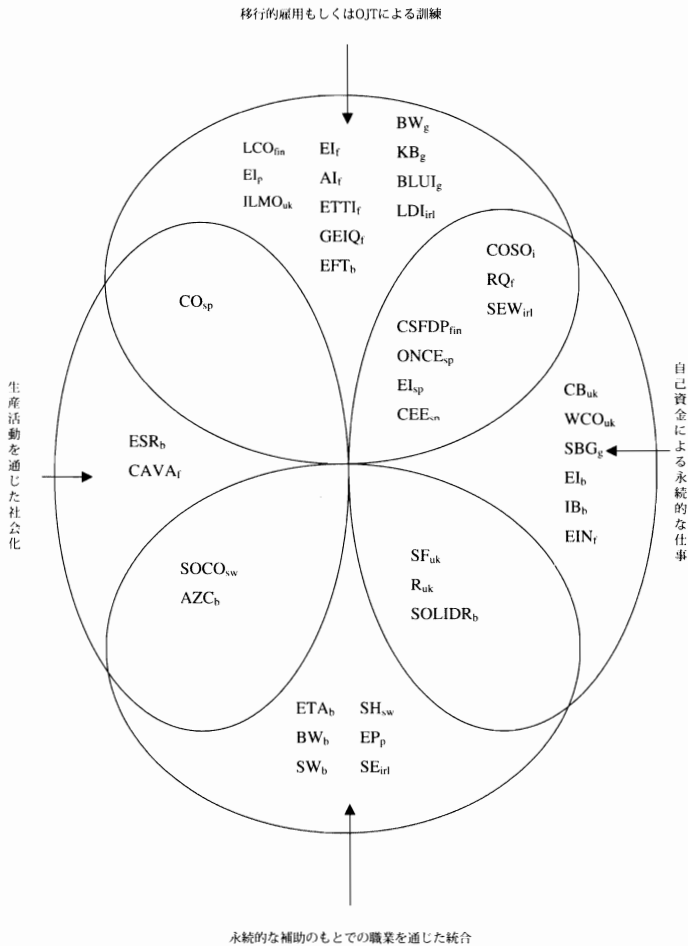 移行的雇用もしくはOJTによる訓練
BWg
LCOfin EIf KBg
EIp AIf BLUIg
ILMOuk ETTIf LDIirl
GEIQf
EFTb
COSOi
RQf
SEWirl
COsp
CSFDPfin
ONCEsp
EIsp
CEEsp
生産活動を通じた社会化
ESRb
CAVAf
自己資金による永続的な仕事
CBuk
WCOuk
SBGg
EIb
IBb
EINf
SOCOsw
AZCb
SFuk
Ruk
SOLIDRb
ETAb SHsw
BWb EPp
SWb SEirl
永続的な補助のもとでの職業を通じた統合